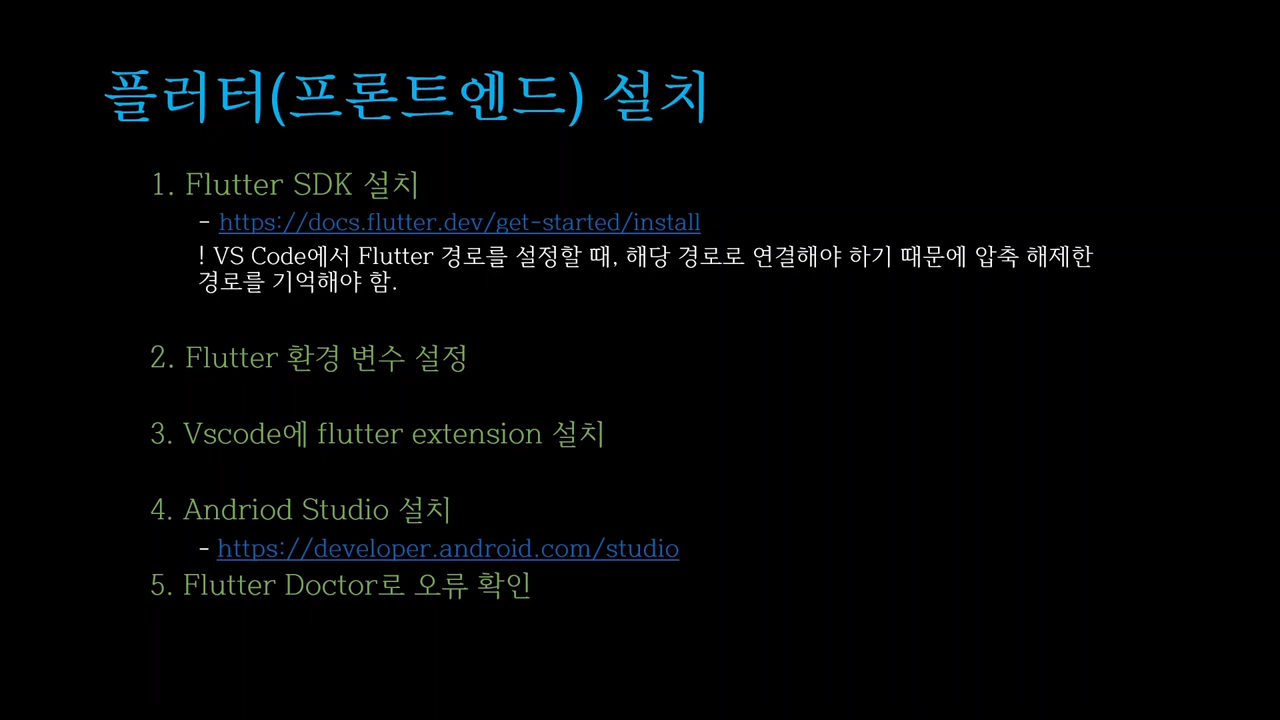 플러터(프론트엔드) 설치
1. Flutter SDK 설치
- https://docs.flutter.dev/get-started/install
! VS Code에서 Flutter 경로를 설정할 때, 해당 경로로 연결해야 하기 때문에 압축 해제한
경로를 기억해야 함.
2. Flutter 환경 변수 설정
3. Vscode에 flutter extension 설치
4. Andriod Studio 설치
- https://developer.android.com/studio
5. Flutter Doctor로 오류 확인